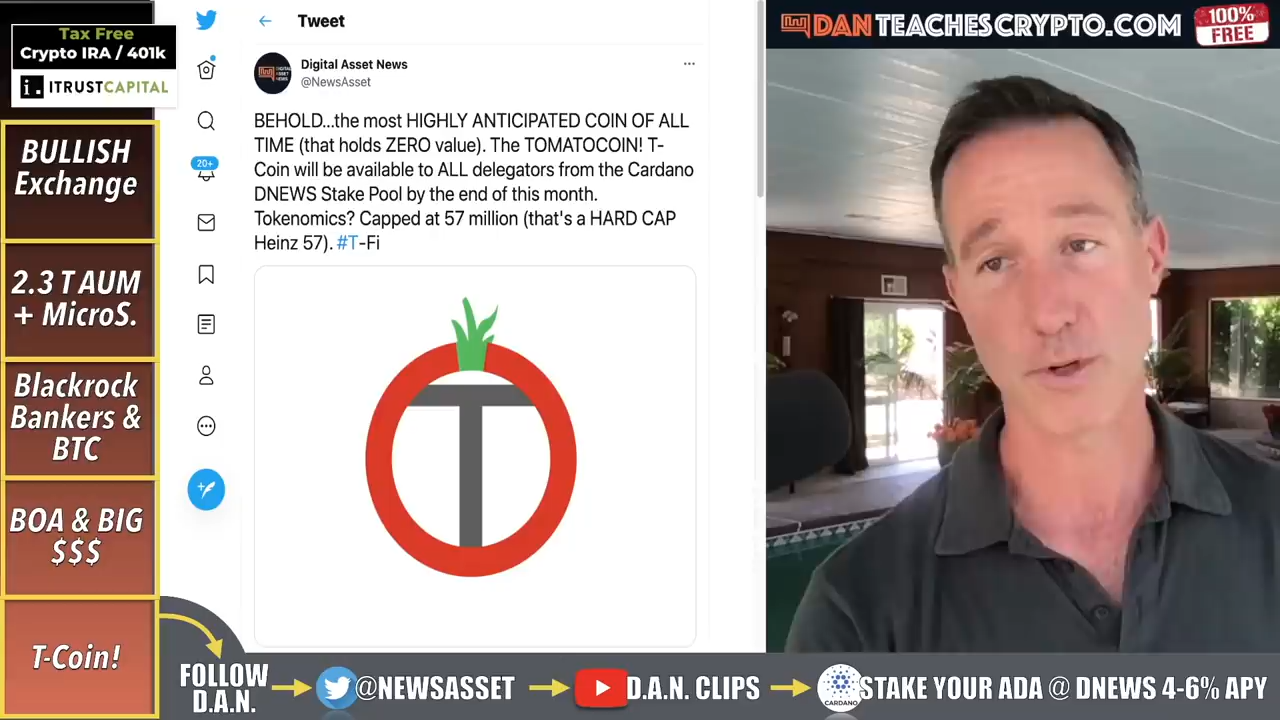 Tax Free
Crypto IRA / 401k
i. ITRUSTCAPITAL
BULLISH
Exchange
2.3 T AUM
+ MicroS.
Blackrock
Bankers &
BTC
BOA & BIG
$$$
T-Coin!
20+
Tweet
Digital Asset News
@NewsAsset
BEHOLD...the most HIGHLY ANTICIPATED COIN OF ALL
TIME (that holds ZERO value). The TOMATOCOIN! T-
Coin will be available to ALL delegators from the Cardano
DNEWS Stake Pool by the end of this month.
Tokenomics? Capped at 57 million (that's a HARD CAP
Heinz 57). #T-Fi
T
DANTEACHESCRYPTO.COM
100%
FREE
FOLLOW
D.A.N.
@NEWSASSET
D.A.N. CLIPS
CARDANO
STAKE YOUR ADA @ DNEWS 4-6% APY